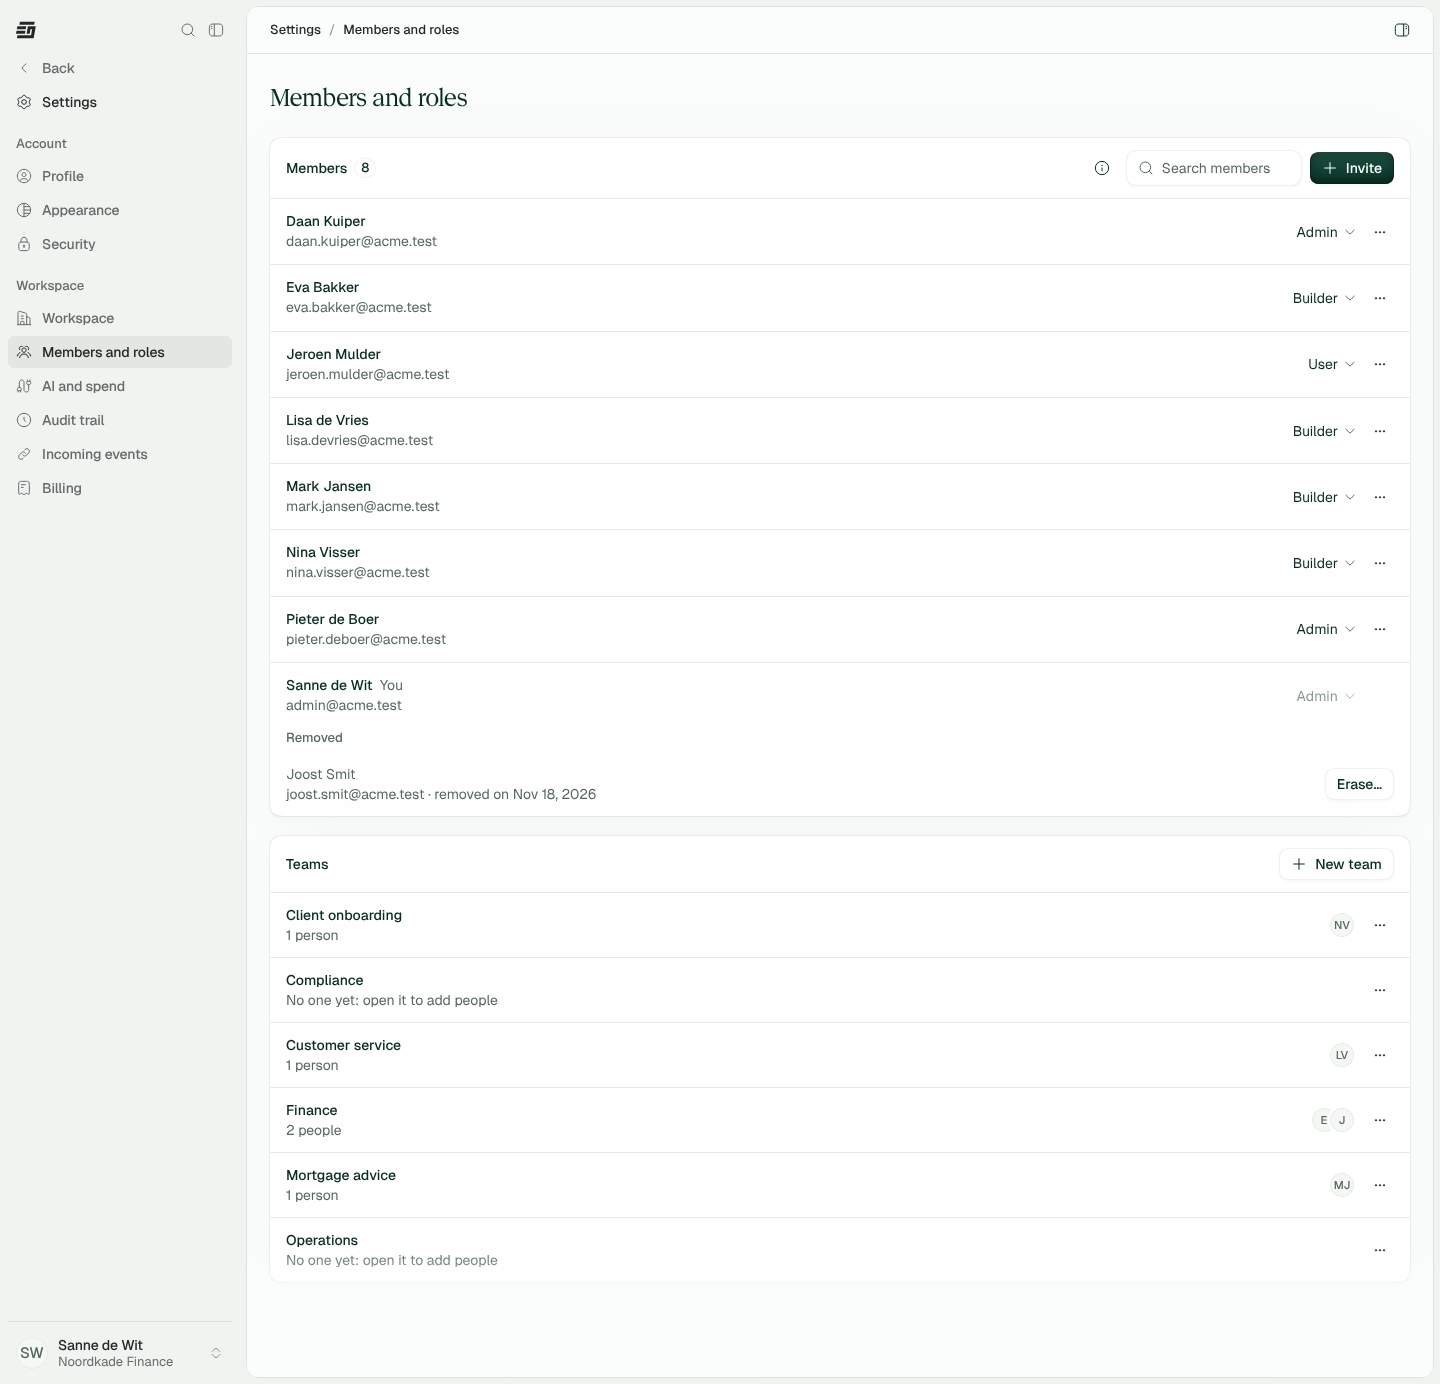 Back
Settings
Account
Profile
Appearance
Security
Workspace
Workspace
Members and roles
AI and spend
Audit trail
Incoming events
Billing
Sanne de Wit
SW
Noordkade Finance
Settings / Members and roles
Members and roles
Members 8
Search members
Invite
Daan Kuiper
daan.kuiper@acme.test
Admin
Eva Bakker
eva.bakker@acme.test
Builder
Jeroen Mulder
jeroen.mulder@acme.test
User
Lisa de Vries
lisa.devries@acme.test
Builder
Mark Jansen
mark.jansen@acme.test
Builder
Nina Visser
nina.visser@acme.test
Builder
Pieter de Boer
pieter.deboer@acme.test
Admin
Sanne de Wit You
admin@acme.test
Admin
Removed
Joost Smit
joost.smit@acme.test · removed on Nov 18, 2026
Erase...
Teams
New team
Client onboarding
1 person
NV
Compliance
No one yet: open it to add people
Customer service
1 person
LV
Finance
2 people
E J
Mortgage advice
1 person
MJ
Operations
No one yet: open it to add people